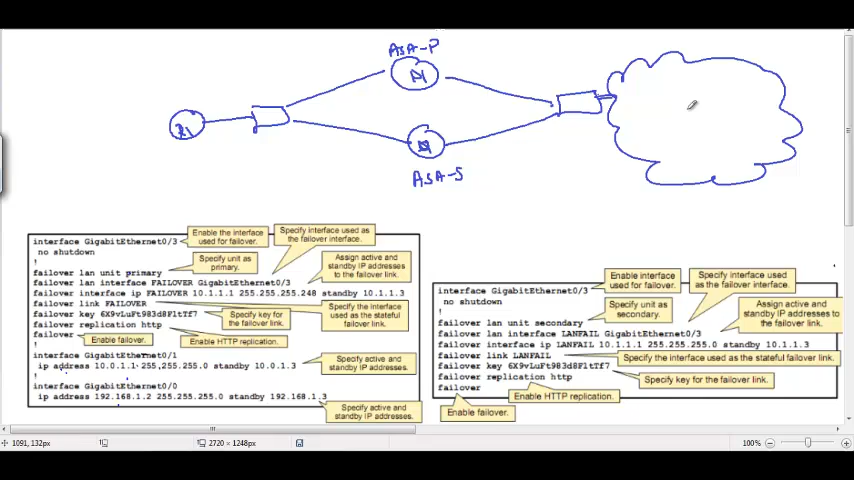 ASA-P
R1
ASA-S
interface GigabitEthernet0/3
no shutdown
!
failover lan unit primary
failover lan interface FAILOVER GigabitEthernet0/3
failover interface ip FAILOVER 10.1.1.1 255.255.255.248 standby 10.1.1.3
failover link FAILOVER
failover key 6X9vLuFt983d8FltTf7
failover replication http
failover
!
interface GigabitEthernet0/1
ip address 10.0.1.1 255.255.255.0 standby 10.0.1.3
!
interface GigabitEthernet0/0
ip address 192.168.1.2 255.255.255.0 standby 192.168.1.3
Enable the interface
used for failover.
Specify interface used as
the failover interface.
Specify unit as
primary.
Assign active and
standby IP addresses
to the failover link.
Specify key for
the failover link.
Specify the interface
used as the stateful
failover link.
Enable failover.
Enable HTTP replication.
Specify active and
standby IP addresses.
Specify active and
standby IP addresses.
interface GigabitEthernet0/3
no shutdown
!
failover lan unit secondary
failover lan interface LANFAIL GigabitEthernet0/3
failover interface ip LANFAIL 10.1.1.1 255.255.255.0 standby 10.1.1.3
failover link LANFAIL
failover key 6X9vLuFt983d8FltTf7
failover replication http
failover
Enable interface
used for failover.
Specify interface used
as the failover interface.
Specify unit as
secondary.
Assign active and
standby IP addresses to
the failover link.
Specify the interface used as the stateful failover link.
Specify key for the failover link.
Enable HTTP replication.
Enable failover.
1091, 132px
2720 × 1248px
100%